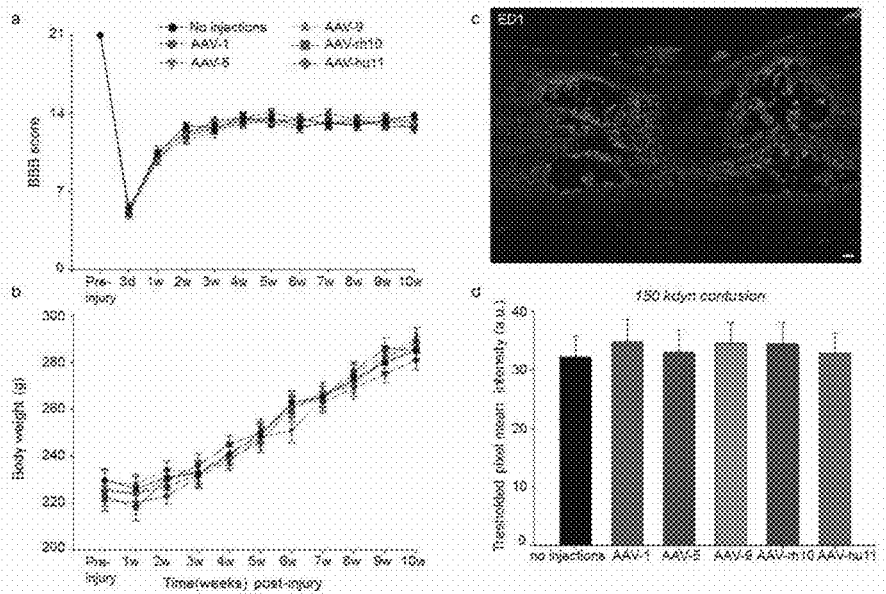 a
21
14
7
0
BBB score
No injections
AAV-1
AAV-5
AAV-9
AAV-rh10
AAV-hu11
Pre-injury 3d 1w 2w 3w 4w 5w 6w 7w 8w 9w 10w
b
300
280
260
240
220
200
Body weight (g)
Pre-injury 1w 2w 3w 4w 5w 6w 7w 8w 9w 10w
Time(weeks) post-injury
c
ED1
d
150 kdyn contusion
40
30
20
10
0
Tresholded pixel mean intensity (a.u.)
no injections AAV-1 AAV-5 AAV-9 AAV-rh10 AAV-hu11